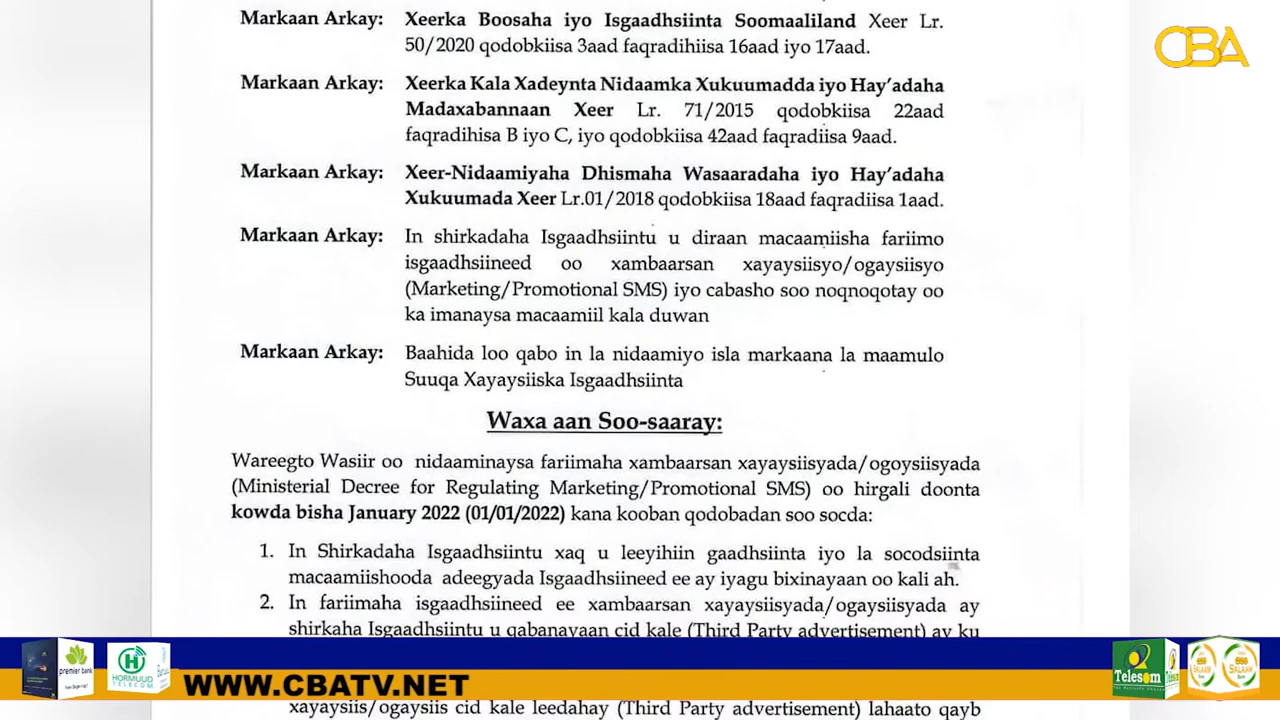 Markaan Arkay: Xeerka Boosaha iyo Isgaadhsiinta Soomaaliland Xeer Lr.
50/2020 qodobkiisa 3aad faqradihiisa 16aad iyo 17aad.
Markaan Arkay: Xeerka Kala Xadeynta Nidaamka Xukuumadda iyo Hay'adaha
Madaxabannaan Xeer Lr. 71/2015 qodobkiisa 22aad
faqradihisa B iyo C, iyo qodobkiisa 42aad faqradiisa 9aad.
Markaan Arkay: Xeer-Nidaamiyaha Dhismaha Wasaaradaha iyo Hay'adaha
Xukuumada Xeer Lr.01/2018 qodobkiisa 18aad faqradiisa 1aad.
Markaan Arkay: In shirkadaha Isgaadhsiintu u diraan macaamiisha fariimo
isgaadhsiineed oo xambaarsan xayaysiisyo/ogaysiisyo
(Marketing/Promotional SMS) iyo cabasho soo noqnoqotay oo
ka imanaysa macaamiil kala duwan
Markaan Arkay: Baahida loo qabo in la nidaamiyo isla markaana la maamulo
Suuqa Xayaysiiska Isgaadhsiinta
Waxa aan Soo-saaray:
Wareegto Wasiir oo nidaaminaysa fariimaha xambaarsan xayaysiisyada/ogoysiisyada
(Ministerial Decree for Regulating Marketing/Promotional SMS) oo hirgali doonta
kowda bisha January 2022 (01/01/2022) kana kooban qodobadan soo socda:
1. In Shirkadaha Isgaadhsiintu xaq u leeyihiin gaadhsiinta iyo la socodsiinta
macaamiishooda adeegyada Isgaadhsiineed ee ay iyagu bixinayaan oo kali ah.
2. In fariimaha isgaadhsiineed ee xambaarsan xayaysiisyada/ogaysiisyada ay
shirkaha Isgaadhsiintu u qabanayaan cid kale (Third Party advertisement) ay ku
xayaysiis/ogaysiis cid kale leedahay (Third Party advertisement) lahaato qayb
CBA
premier bank
HORMUUD
TELECOM
WWW.CBATV.NET
Telesom
SALAAM
SALAAM